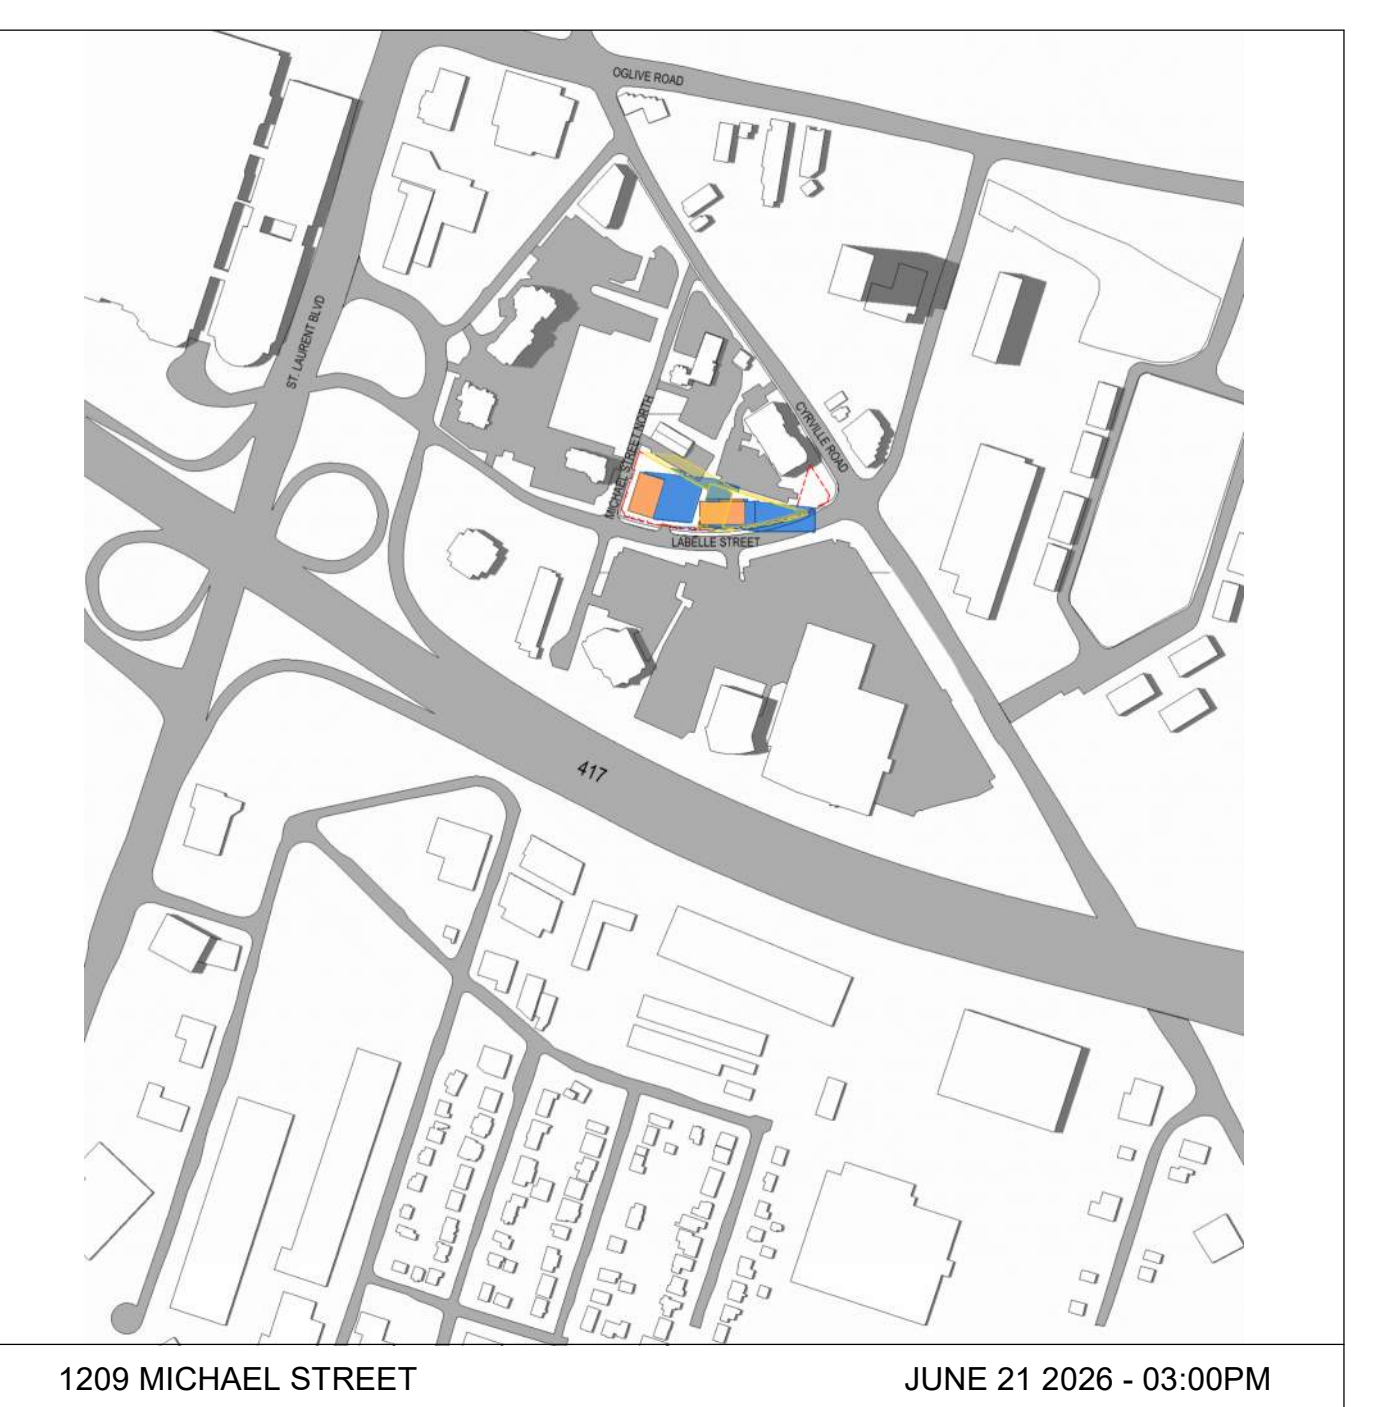 OGLIVE ROAD
ST. LAURENT BLVD
MICHAEL STREET NORTH
CYRVILLE ROAD
LABELLE STREET
417
1209 MICHAEL STREET
JUNE 21 2026 - 03:00PM